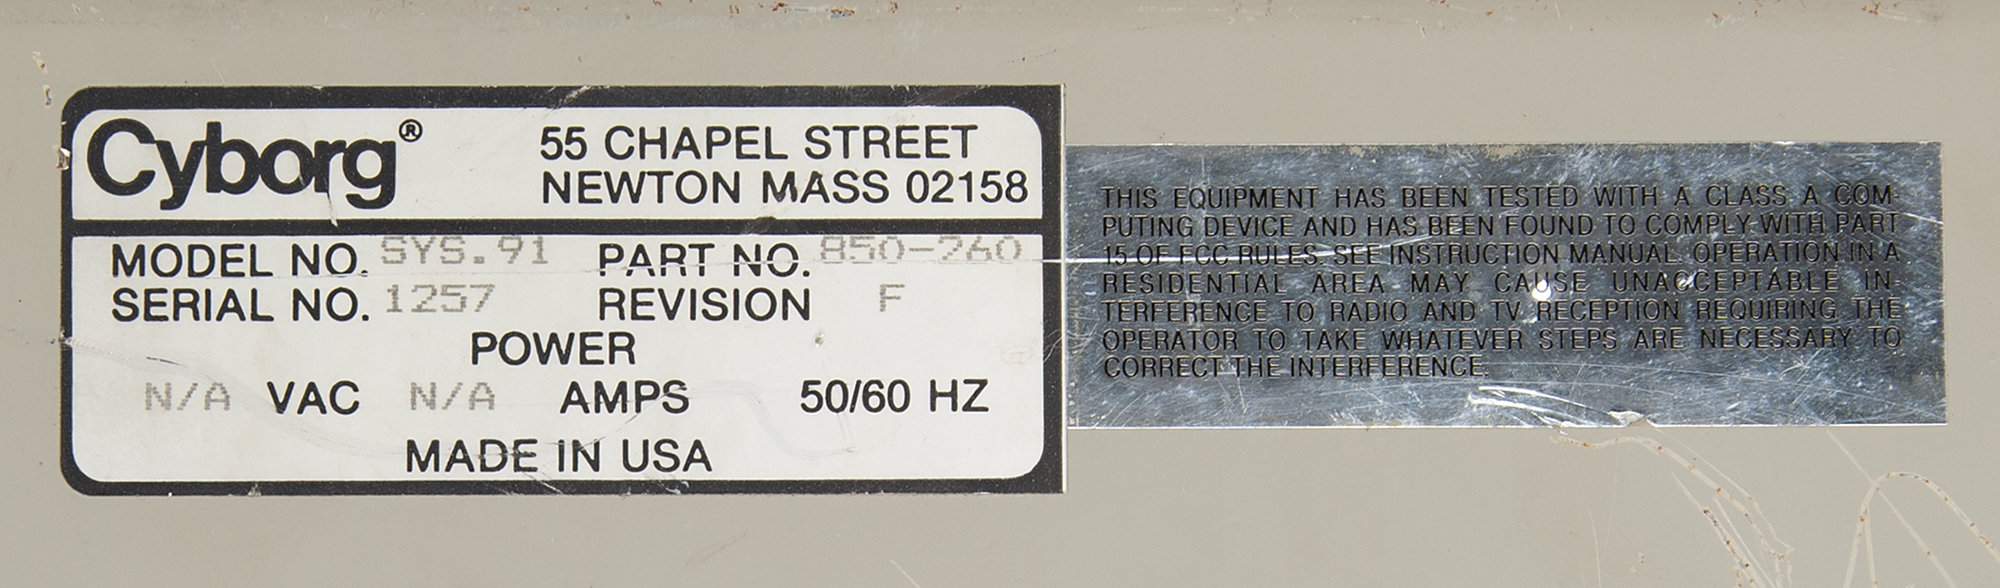 Cyborg®
55 CHAPEL STREET
NEWTON MASS 02158
MODEL NO. SYS.91 PART NO. 850-260
SERIAL NO. 1257 REVISION F
POWER
N/A VAC N/A AMPS 50/60 HZ
MADE IN USA
THIS EQUIPMENT HAS BEEN TESTED WITH A CLASS A COM-
PUTING DEVICE AND HAS BEEN FOUND TO COMPLY WITH PART
15 OF FCC RULES. SEE INSTRUCTION MANUAL. OPERATION IN A
RESIDENTIAL AREA MAY CAUSE UNACCEPTABLE IN-
TERFERENCE TO RADIO AND TV RECEPTION REQUIRING THE
OPERATOR TO TAKE WHATEVER STEPS ARE NECESSARY TO
CORRECT THE INTERFERENCE.